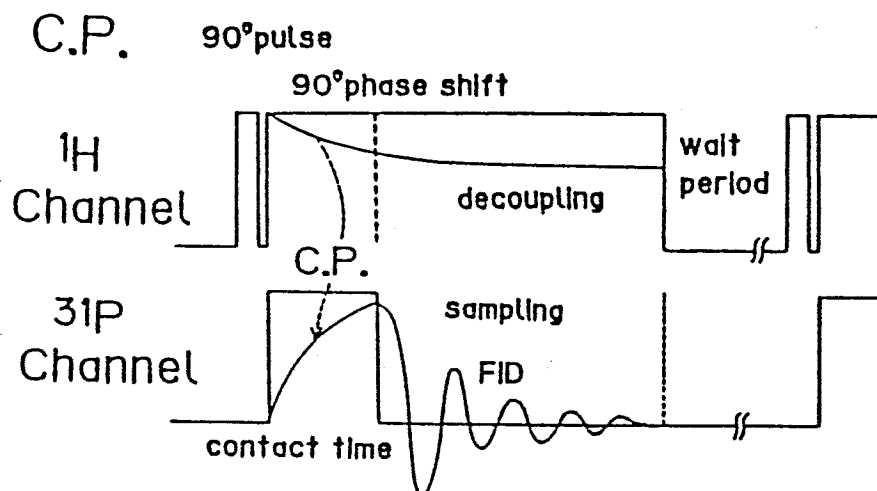 C.P. 90°pulse
90°phase shift
1H
Channel
wait
period
decoupling
C.P.
31P
Channel
sampling
FID
contact time